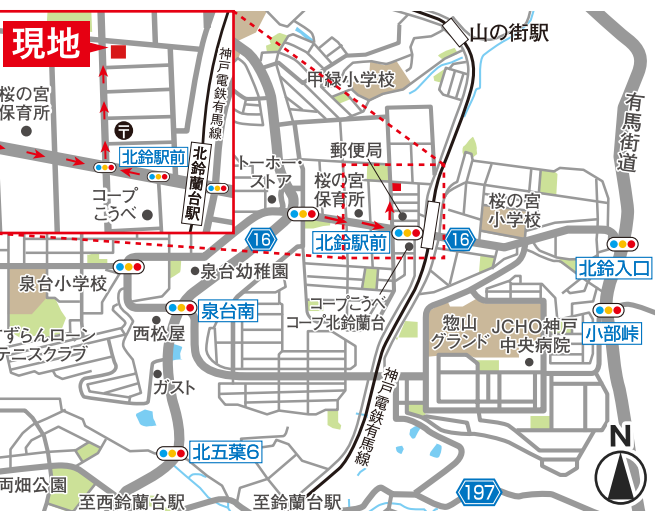 現地
桜の宮
保育所
神戸電鉄有馬線
北鈴駅前
北鈴蘭台駅
コープ
こうべ
山の街駅
甲緑小学校
有馬街道
郵便局
トーホー・
ストア
桜の宮
保育所
桜の宮
小学校
16
北鈴駅前
16
北鈴入口
泉台小学校
泉台幼稚園
コープこうべ
コープ北鈴蘭台
泉台南
惣山
グランド
JCHO神戸
中央病院
小部峠
西松屋
すずらんローン
テニスクラブ
ガスト
神戸電鉄有馬線
北五葉6
N
両畑公園
至西鈴蘭台駅
至鈴蘭台駅
197